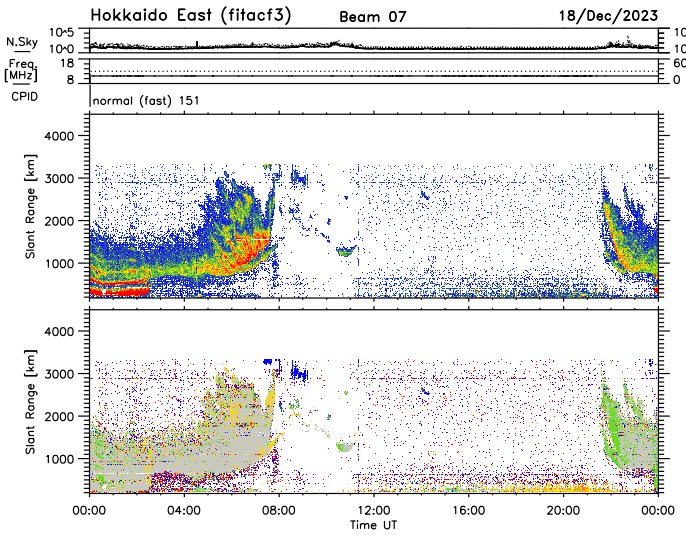 Hokkaido East (fitacf3) Beam 07 18/Dec/2023
N.Sky 10^5 10^0 10 10
Freq. [MHz] 18 8 60 0
CPID normal (fast) 151
Slant Range [km] 4000 3000 2000 1000
Slant Range [km] 4000 3000 2000 1000
00:00 04:00 08:00 12:00 16:00 20:00 00:00
Time UT